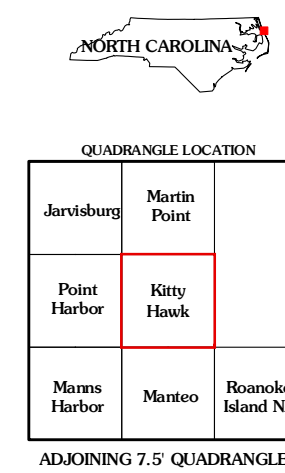 NORTH CAROLINA
QUADRANGLE LOCATION
Jarvisburg
Martin
Point
Point
Harbor
Kitty
Hawk
Manns
Harbor
Manteo
Roanoke
Island N
ADJOINING 7.5' QUADRANGLE